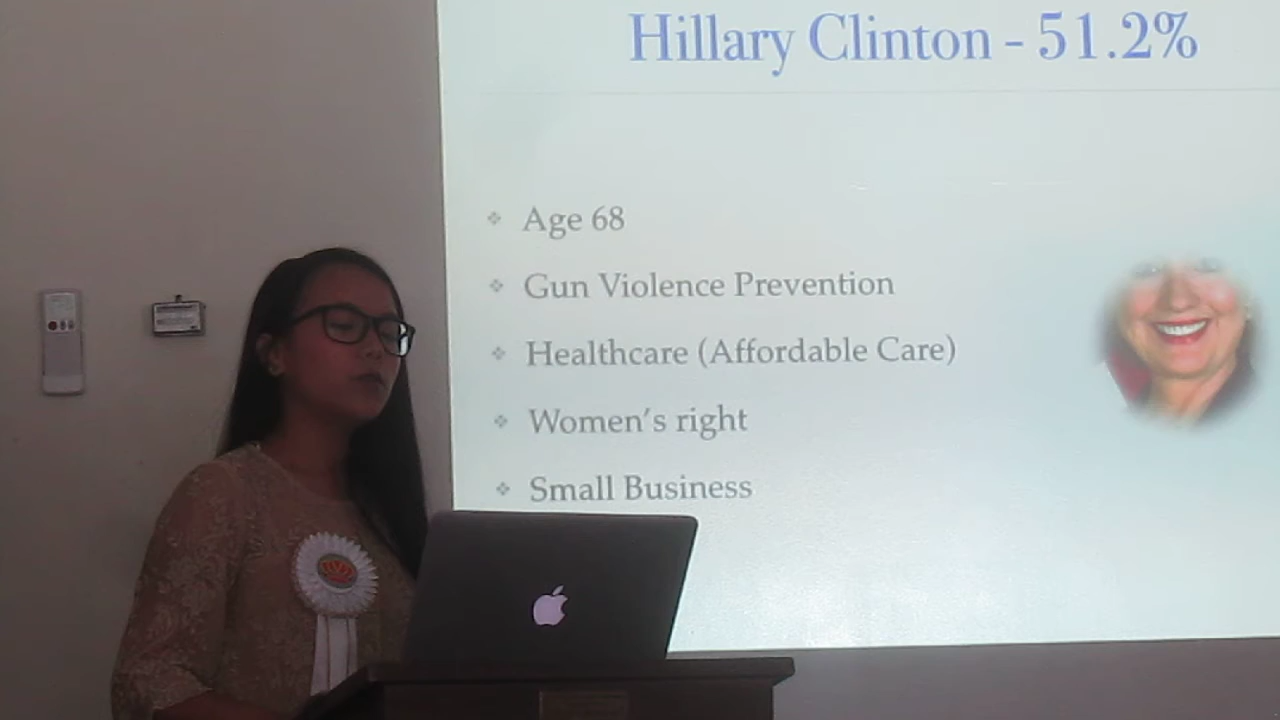 Hillary Clinton - 51.2%
Age 68
Gun Violence Prevention
Healthcare (Affordable Care)
Women's right
Small Business